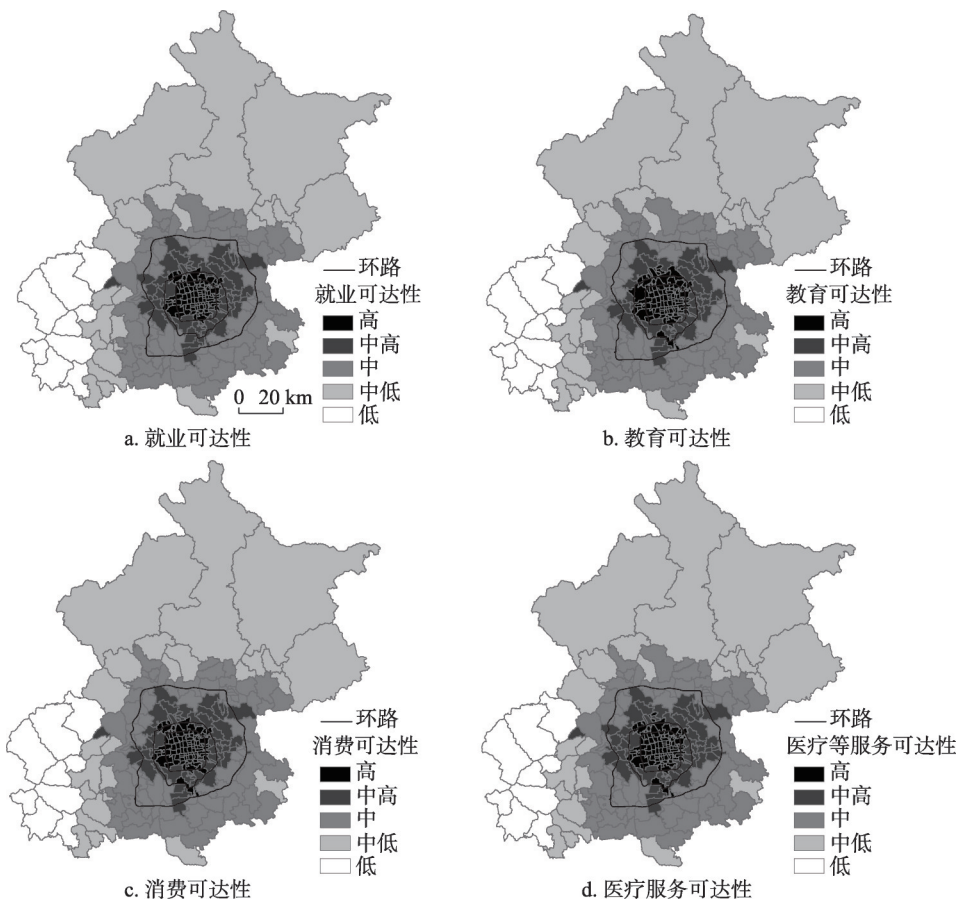 环路
就业可达性
高
中高
中
中低
低
0 20 km
a. 就业可达性
环路
教育可达性
高
中高
中
中低
低
b. 教育可达性
环路
消费可达性
高
中高
中
中低
低
c. 消费可达性
环路
医疗等服务可达性
高
中高
中
中低
低
d. 医疗服务可达性